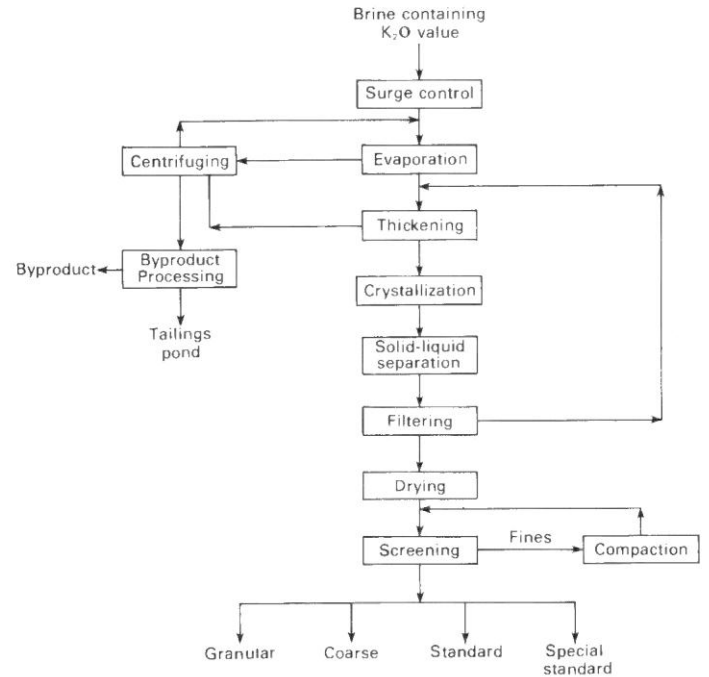 Brine containing
K₂O value
Surge control
Centrifuging
Evaporation
Thickening
Byproduct
Byproduct
Processing
Crystallization
Tailings
pond
Solid-liquid
separation
Filtering
Drying
Screening
Fines
Compaction
Granular
Coarse
Standard
Special
standard